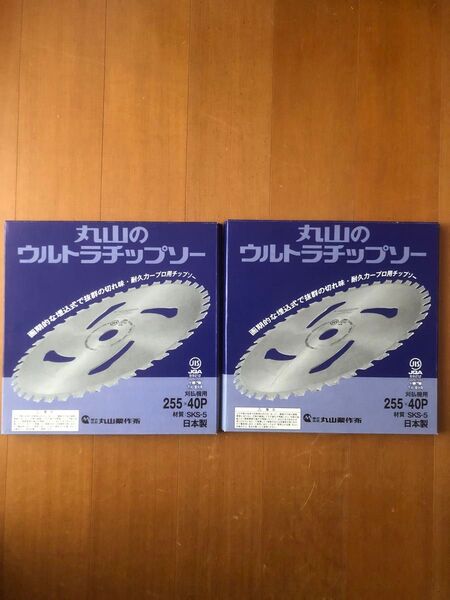 丸山の
ウルトラチップソー
画期的な埋込式で抜群の切れ味・耐久力ープロ用チップソー
JIS
刈払機用
255×40P
材質 SKS-5
日本製
丸山製作所
丸山の
ウルトラチップソー
画期的な埋込式で抜群の切れ味・耐久力ープロ用チップソー
JIS
刈払機用
255×40P
材質 SKS-5
日本製
丸山製作所